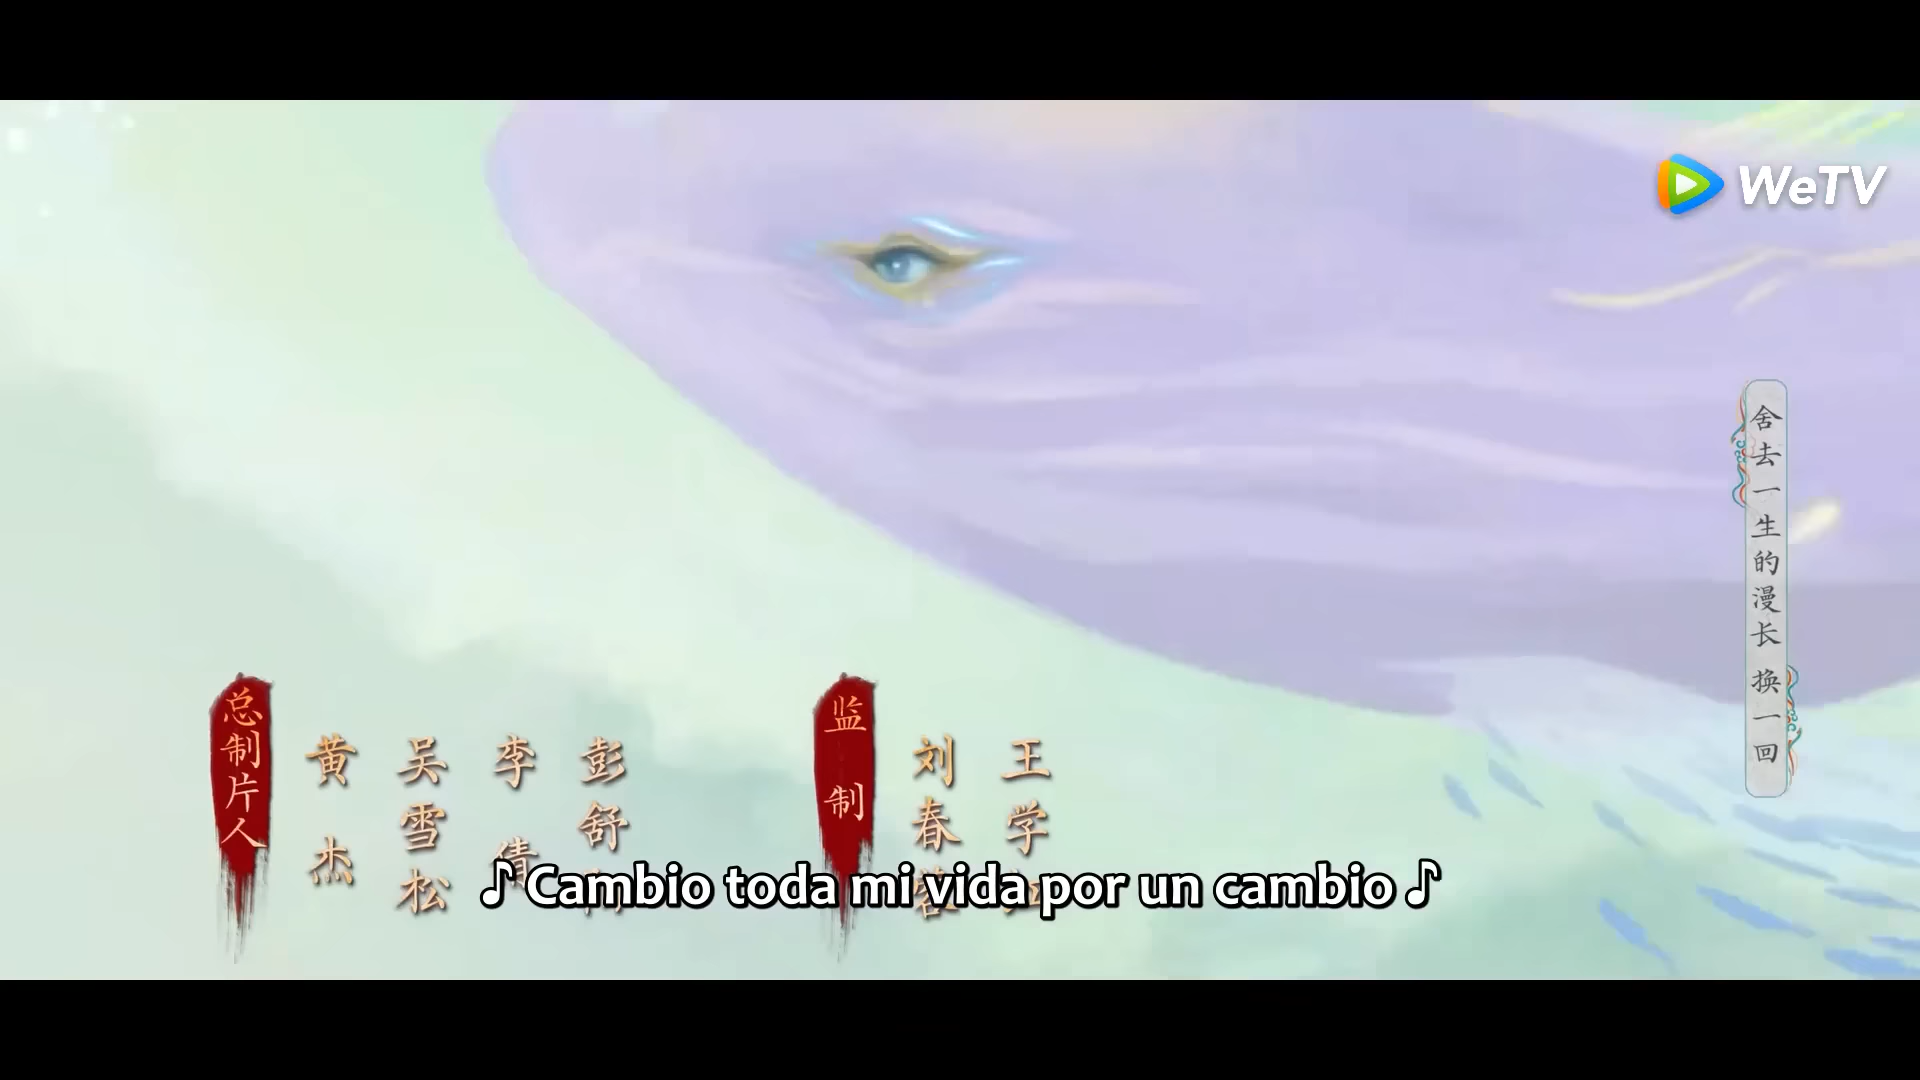 WeTV
舍去一生的漫长 换一回
总制片人
黄杰
吴雪松
李倩
彭舒
监制
刘春
王学
♪ Cambio toda mi vida por un cambio ♪